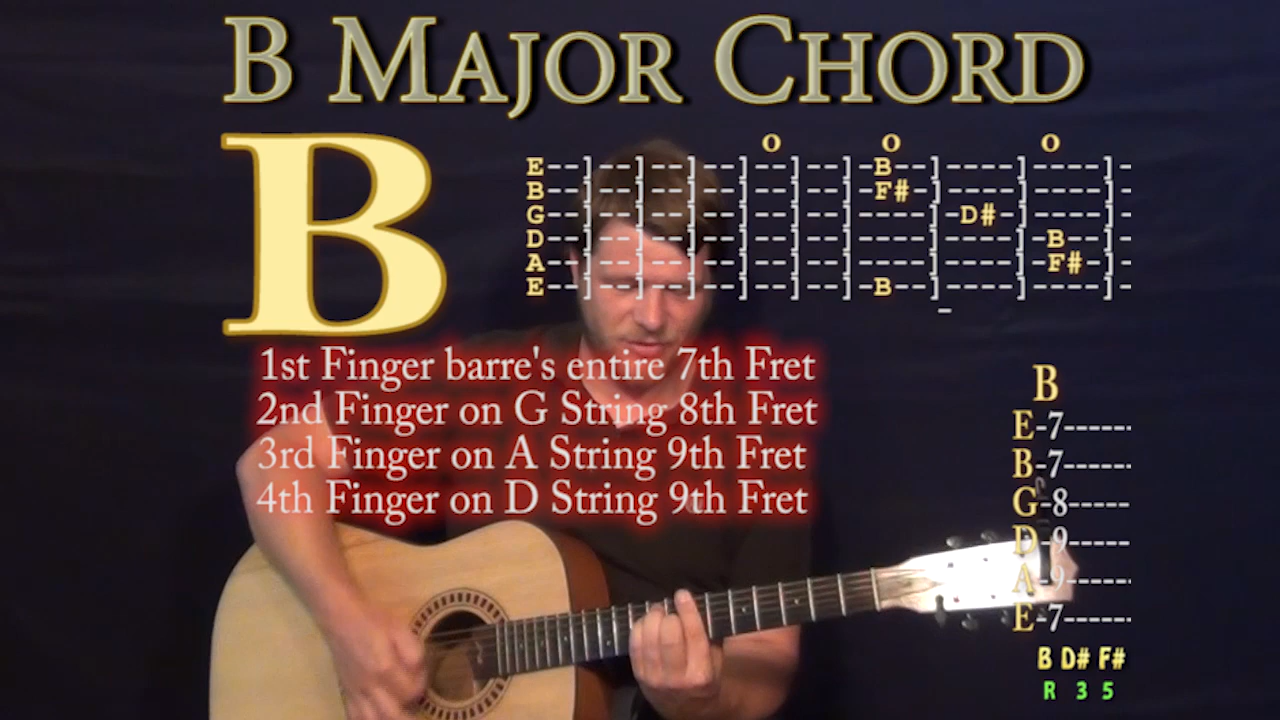 B MAJOR CHORD
B
o o o
E--]--]--]--]--]--]-B--]----]----]-
B--]--]--]--]--]--]-F#-]----]----]-
G--]--]--]--]--]--]----]-D#-]----]-
D--]--]--]--]--]--]----]----]-B--]-
A--]--]--]--]--]--]----]----]-F#-]-
E--]--]--]--]--]--]-B--]----]----]-
1st Finger barre's entire 7th Fret
2nd Finger on G String 8th Fret
3rd Finger on A String 9th Fret
4th Finger on D String 9th Fret
B
E-7-----
B-7-----
G-8-----
D-9-----
A-9-----
E-7-----
B D# F#
R 3 5